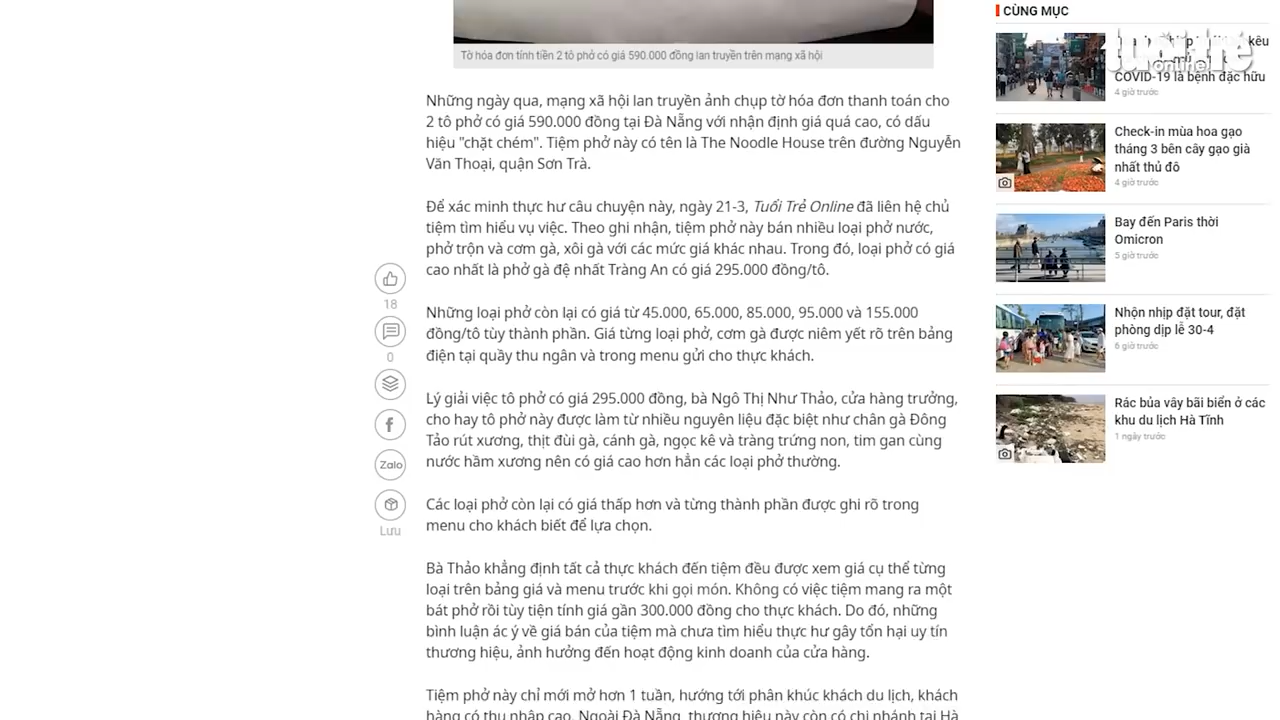 Tờ hóa đơn tính tiền 2 tô phở có giá 590.000 đồng lan truyền trên mạng xã hội
Những ngày qua, mạng xã hội lan truyền ảnh chụp tờ hóa đơn thanh toán cho
2 tô phở có giá 590.000 đồng tại Đà Nẵng với nhận định giá quá cao, có dấu
hiệu "chặt chém". Tiệm phở này có tên là The Noodle House trên đường Nguyễn
Văn Thoại, quận Sơn Trà.
Để xác minh thực hư câu chuyện này, ngày 21-3, Tuổi Trẻ Online đã liên hệ chủ
tiệm tìm hiểu vụ việc. Theo ghi nhận, tiệm phở này bán nhiều loại phở nước,
phở trộn và cơm gà, xôi gà với các mức giá khác nhau. Trong đó, loại phở có giá
cao nhất là phở gà đệ nhất Tràng An có giá 295.000 đồng/tô.
Những loại phở còn lại có giá từ 45.000, 65.000, 85.000, 95.000 và 155.000
đồng/tô tùy thành phần. Giá từng loại phở, cơm gà được niêm yết rõ trên bảng
điện tại quầy thu ngân và trong menu gửi cho thực khách.
Lý giải việc tô phở có giá 295.000 đồng, bà Ngô Thị Như Thảo, cửa hàng trưởng,
cho hay tô phở này được làm từ nhiều nguyên liệu đặc biệt như chân gà Đông
Tảo rút xương, thịt đùi gà, cánh gà, ngọc kê và tràng trứng non, tim gan cùng
nước hầm xương nên có giá cao hơn hẳn các loại phở thường.
Các loại phở còn lại có giá thấp hơn và từng thành phần được ghi rõ trong
menu cho khách biết để lựa chọn.
Bà Thảo khẳng định tất cả thực khách đến tiệm đều được xem giá cụ thể từng
loại trên bảng giá và menu trước khi gọi món. Không có việc tiệm mang ra một
bát phở rồi tùy tiện tính giá gần 300.000 đồng cho thực khách. Do đó, những
bình luận ác ý về giá bán của tiệm mà chưa tìm hiểu thực hư gây tổn hại uy tín
thương hiệu, ảnh hưởng đến hoạt động kinh doanh của cửa hàng.
Tiệm phở này chỉ mới mở hơn 1 tuần, hướng tới phân khúc khách du lịch, khách
hàng có thu nhập cao. Ngoài Đà Nẵng, thương hiệu này còn có chi nhánh tại Hà
18
0
f
Zalo
Lưu
CÙNG MỤC
tuổi trẻ
online
kêu
COVID-19 là bệnh đặc hữu
4 giờ trước
Check-in mùa hoa gạo
tháng 3 bên cây gạo già
nhất thủ đô
4 giờ trước
Bay đến Paris thời
Omicron
5 giờ trước
Nhộn nhịp đặt tour, đặt
phòng dịp lễ 30-4
6 giờ trước
Rác bủa vây bãi biển ở các
khu du lịch Hà Tĩnh
1 ngày trước